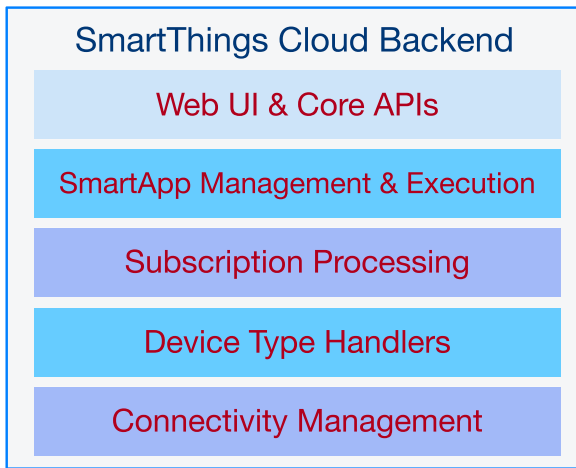 SmartThings Cloud Backend
Web UI & Core APIs
SmartApp Management & Execution
Subscription Processing
Device Type Handlers
Connectivity Management